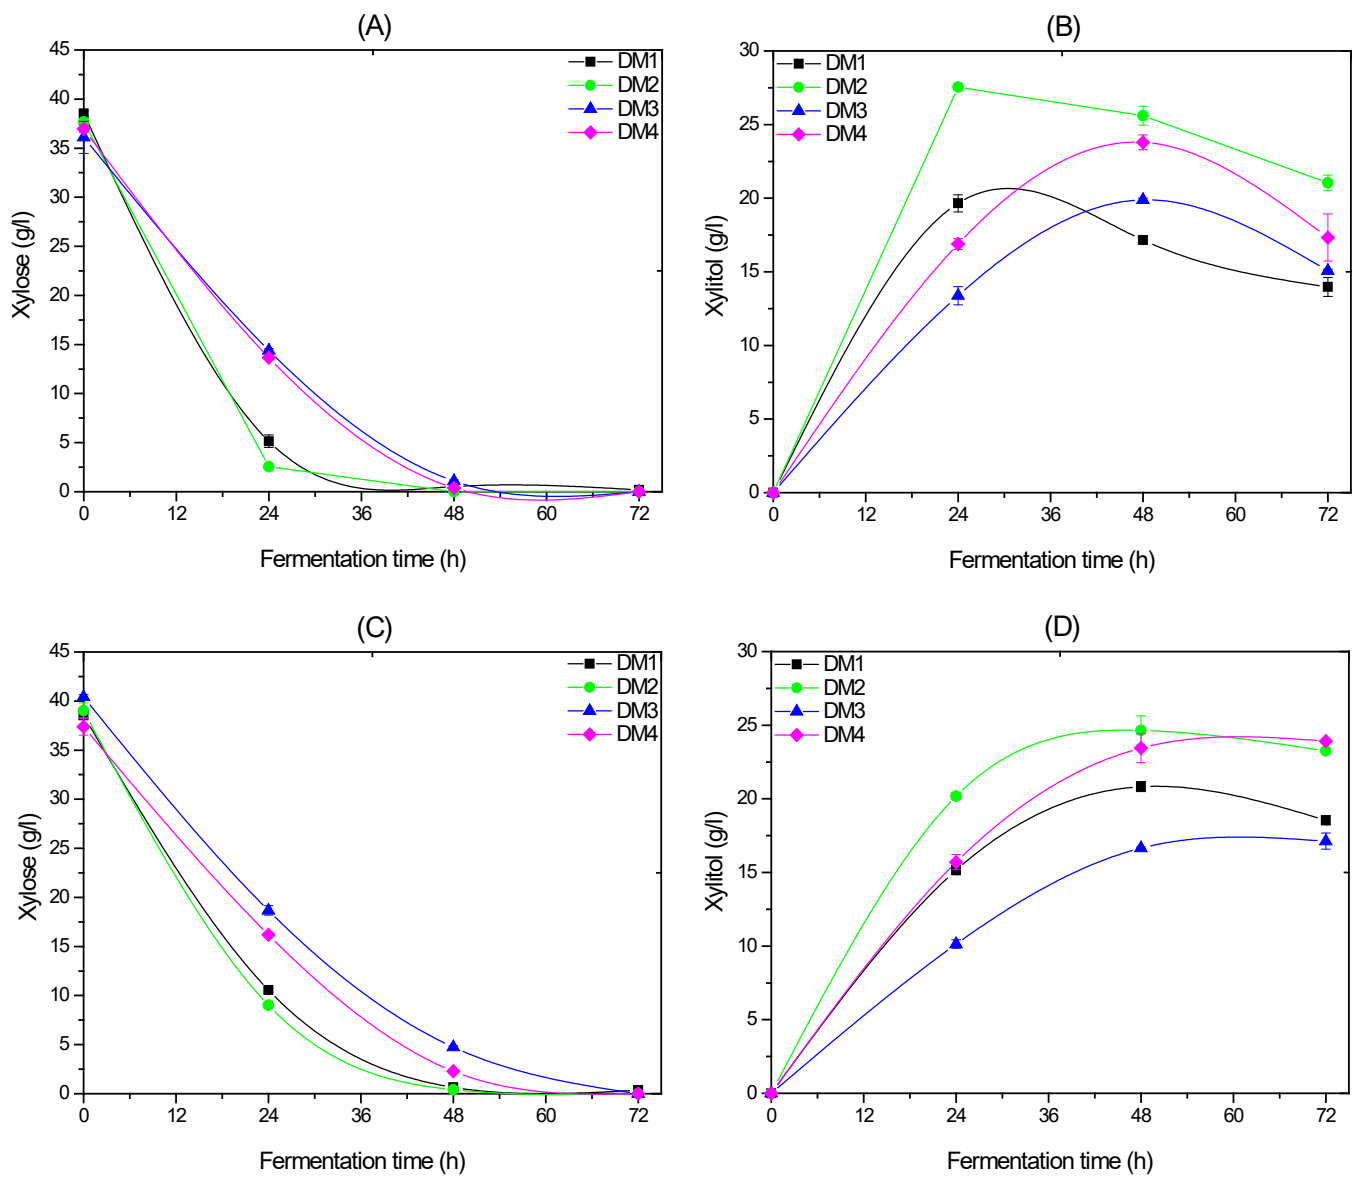 (A)
45
40
35
30
25
20
15
10
5
0
Xylose (g/l)
DM1
DM2
DM3
DM4
0 12 24 36 48 60 72
Fermentation time (h)
(B)
30
25
20
15
10
5
0
Xylitol (g/l)
DM1
DM2
DM3
DM4
0 12 24 36 48 60 72
Fermentation time (h)
(C)
45
40
35
30
25
20
15
10
5
0
Xylose (g/l)
DM1
DM2
DM3
DM4
0 12 24 36 48 60 72
Fermentation time (h)
(D)
30
25
20
15
10
5
0
Xylitol (g/l)
DM1
DM2
DM3
DM4
0 12 24 36 48 60 72
Fermentation time (h)